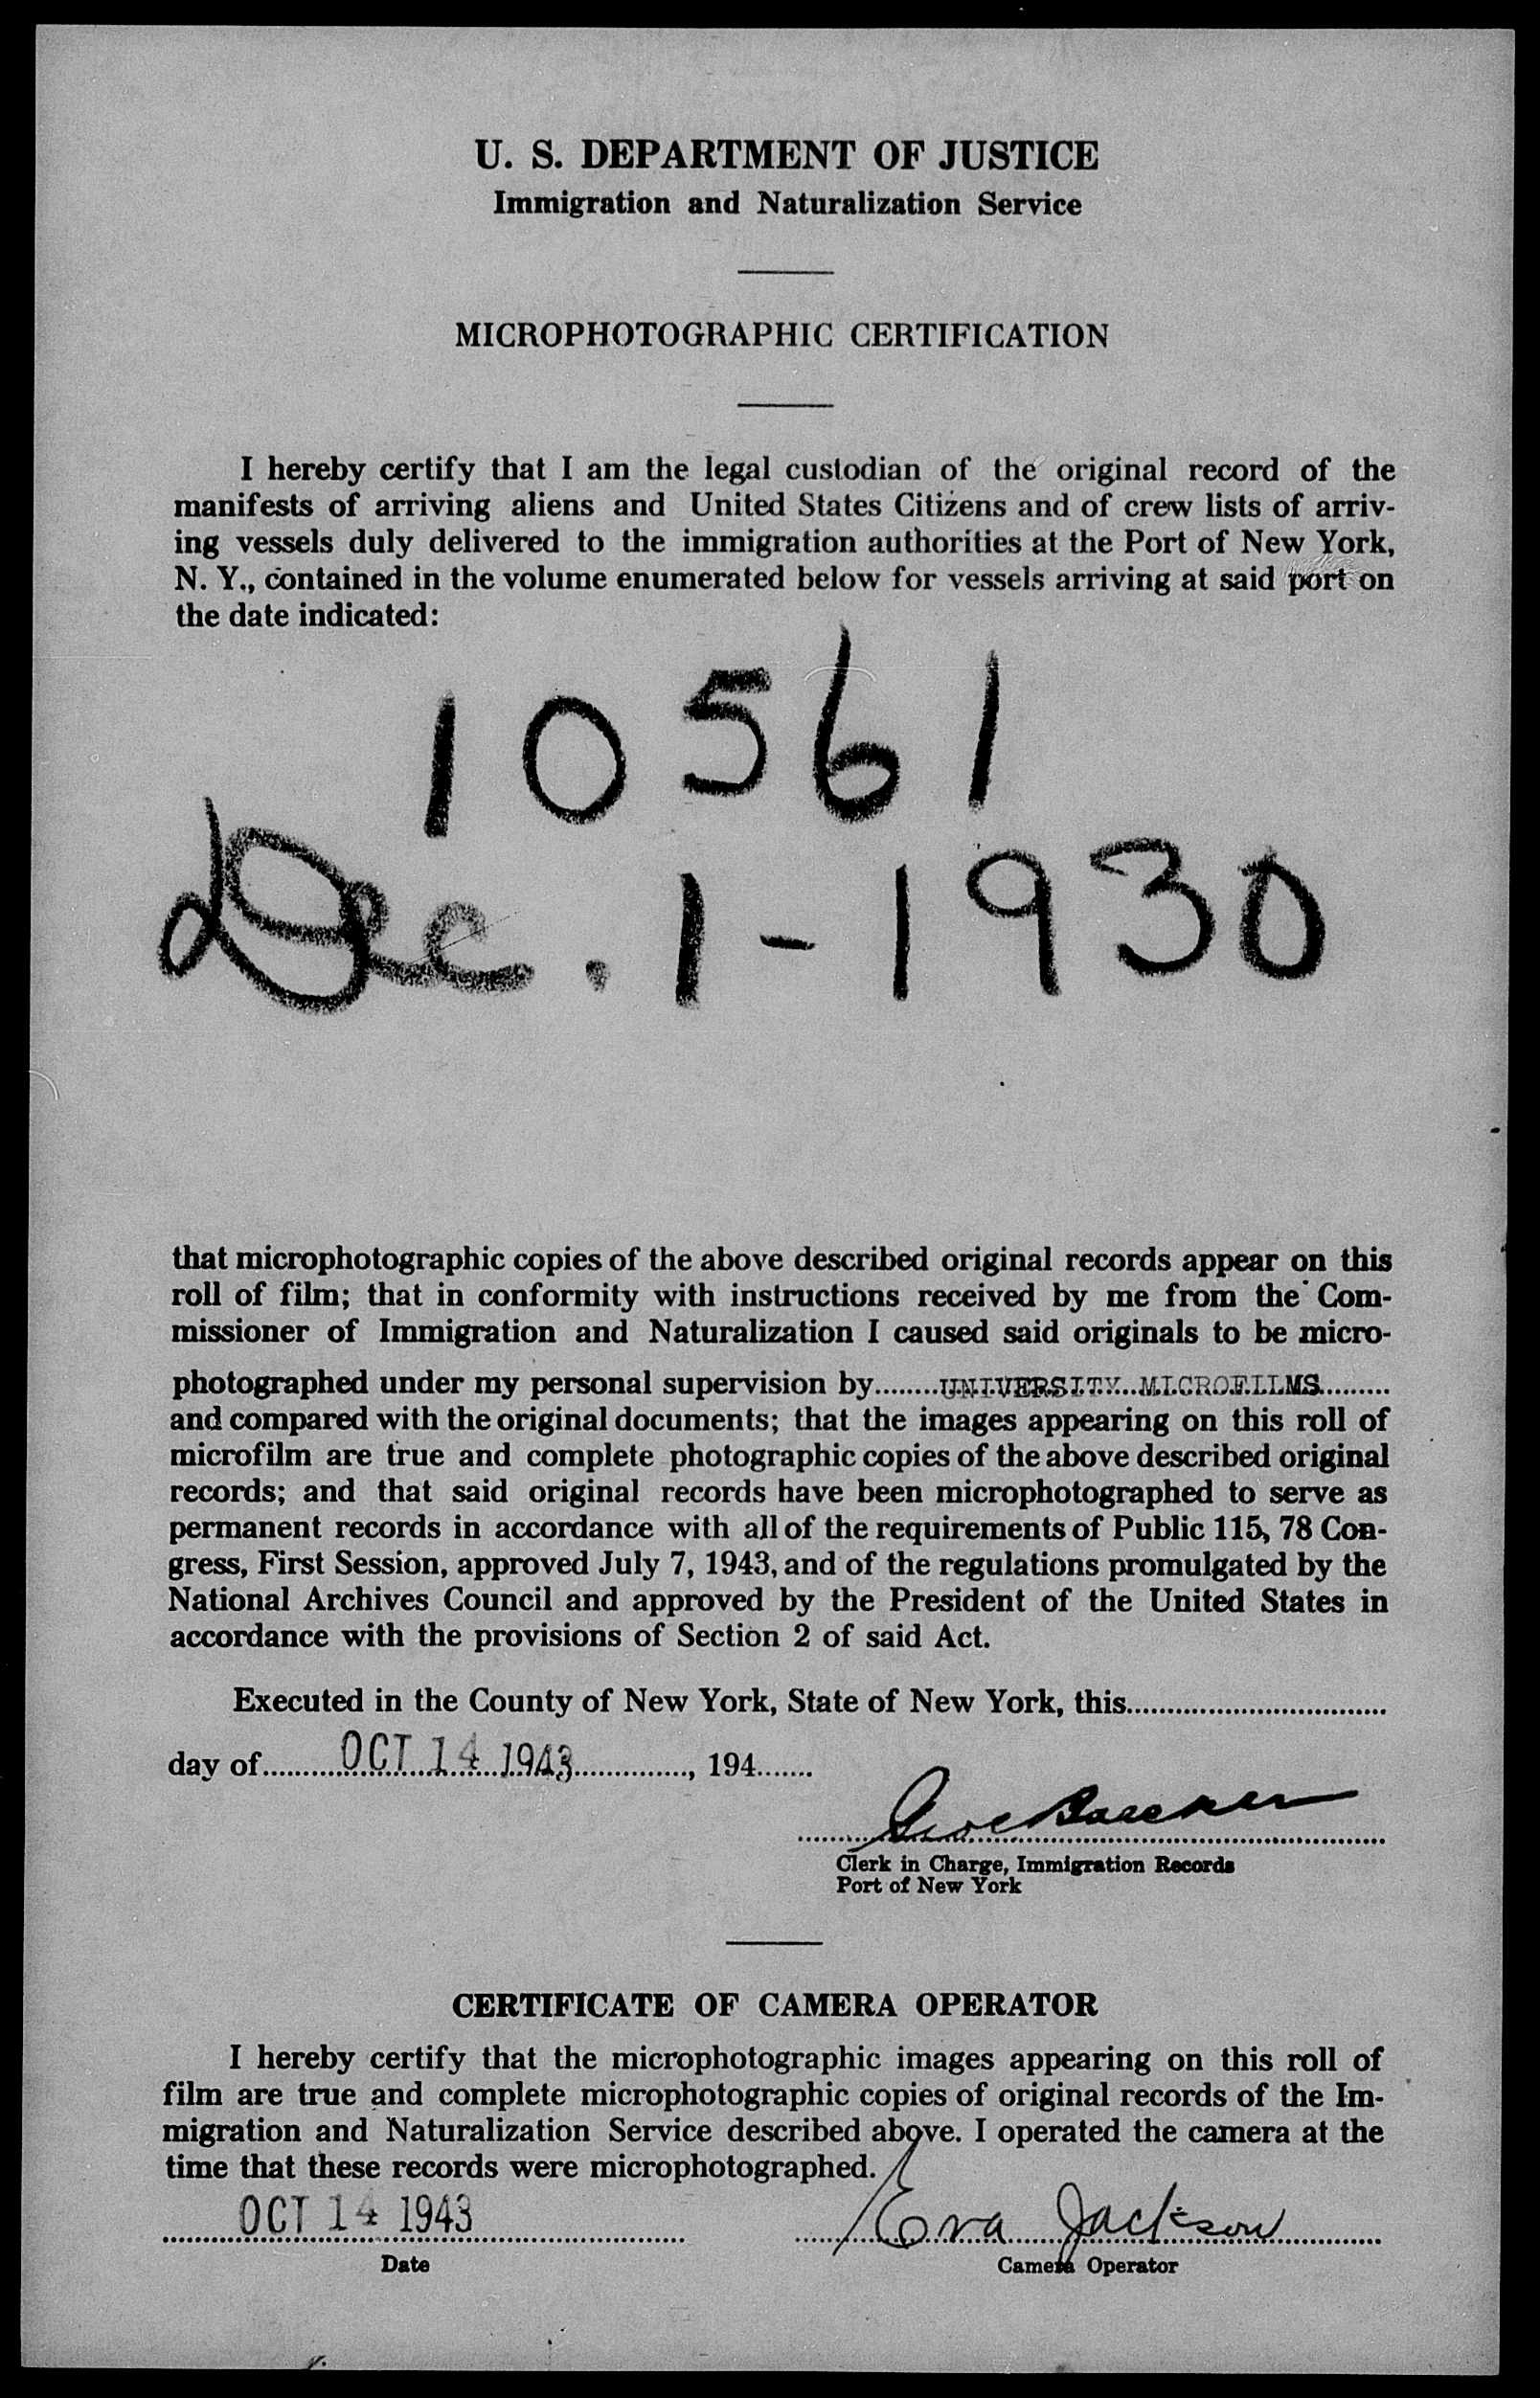 U. S. DEPARTMENT OF JUSTICE
Immigration and Naturalization Service
MICROPHOTOGRAPHIC CERTIFICATION
I hereby certify that I am the legal custodian of the original record of the
manifests of arriving aliens and United States Citizens and of crew lists of arriv-
ing vessels duly delivered to the immigration authorities at the Port of New York,
N. Y., contained in the volume enumerated below for vessels arriving at said port on
the date indicated:
10561
Dec. 1-1930
that microphotographic copies of the above described original records appear on this
roll of film; that in conformity with instructions received by me from the Com-
missioner of Immigration and Naturalization I caused said originals to be micro-
photographed under my personal supervision by........UNIVERSITY MICROFILMS.........
and compared with the original documents; that the images appearing on this roll of
microfilm are true and complete photographic copies of the above described original
records; and that said original records have been microphotographed to serve as
permanent records in accordance with all of the requirements of Public 115, 78 Con-
gress, First Session, approved July 7, 1943, and of the regulations promulgated by the
National Archives Council and approved by the President of the United States in
accordance with the provisions of Section 2 of said Act.
Executed in the County of New York, State of New York, this................................
day of..........OCT 14 1943.............., 194.......
Clerk in Charge, Immigration Records
Port of New York
CERTIFICATE OF CAMERA OPERATOR
I hereby certify that the microphotographic images appearing on this roll of
film are true and complete microphotographic copies of original records of the Im-
migration and Naturalization Service described above. I operated the camera at the
time that these records were microphotographed.
OCT 14 1943
Eva Jackson
Date
Camera Operator